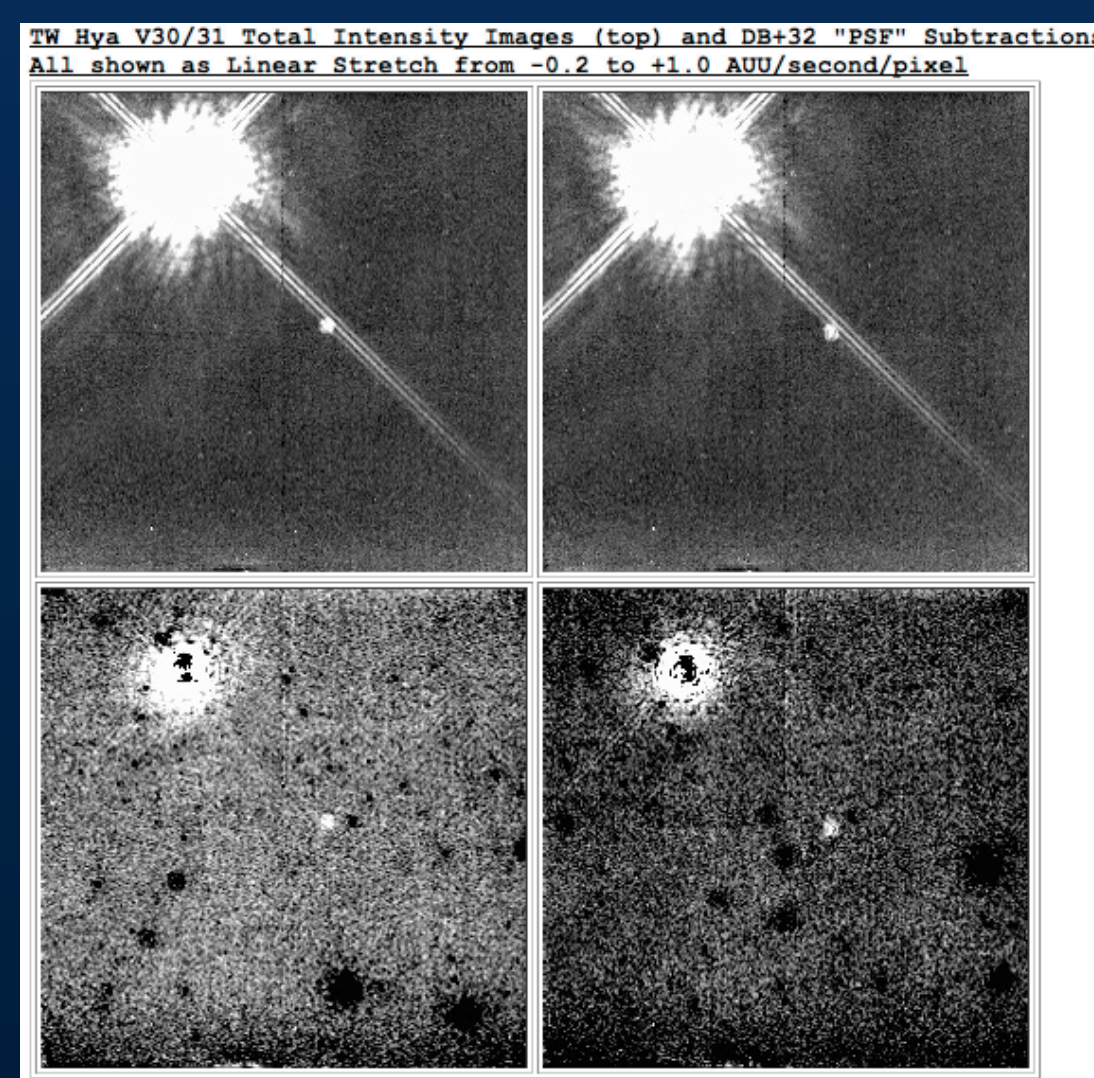 TW Hya V30/31 Total Intensity Images (top) and DB+32 "PSF" Subtractions
All shown as Linear Stretch from -0.2 to +1.0 AUU/second/pixel